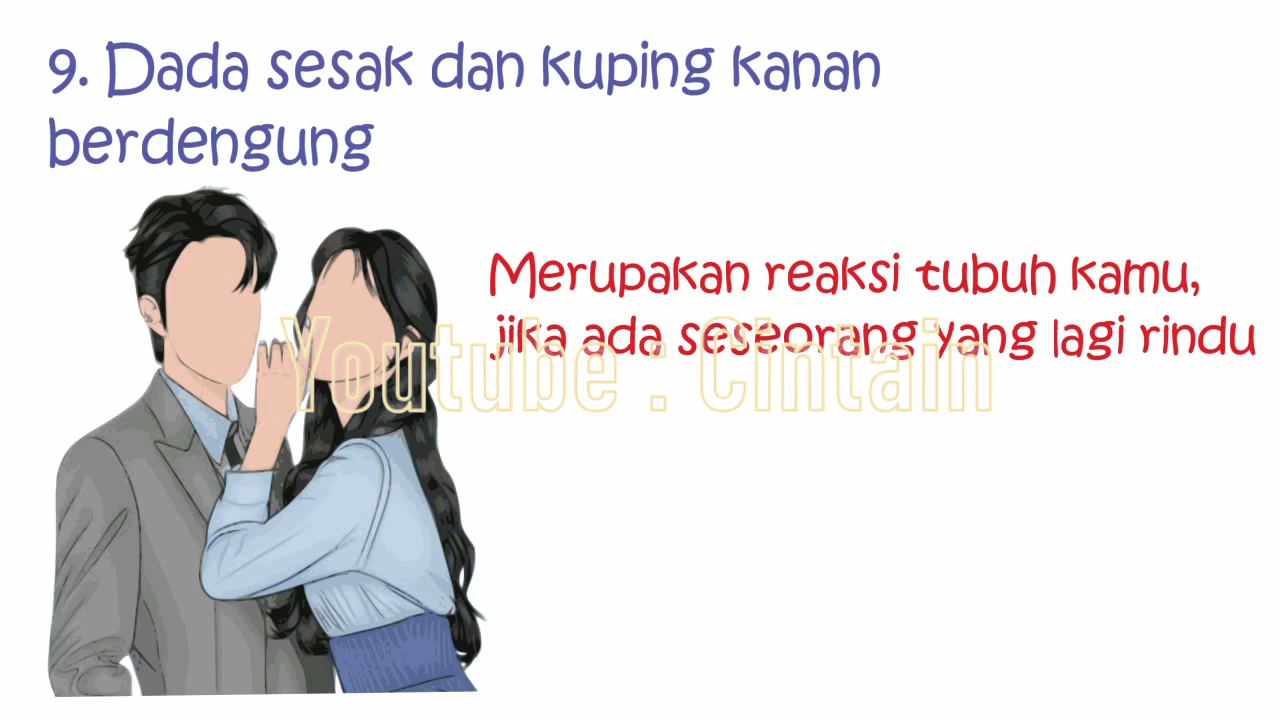 9. Dada sesak dan kuping kanan
berdengung
Merupakan reaksi tubuh kamu,
jika ada seseorang yang lagi rindu
Youtube : Cintain